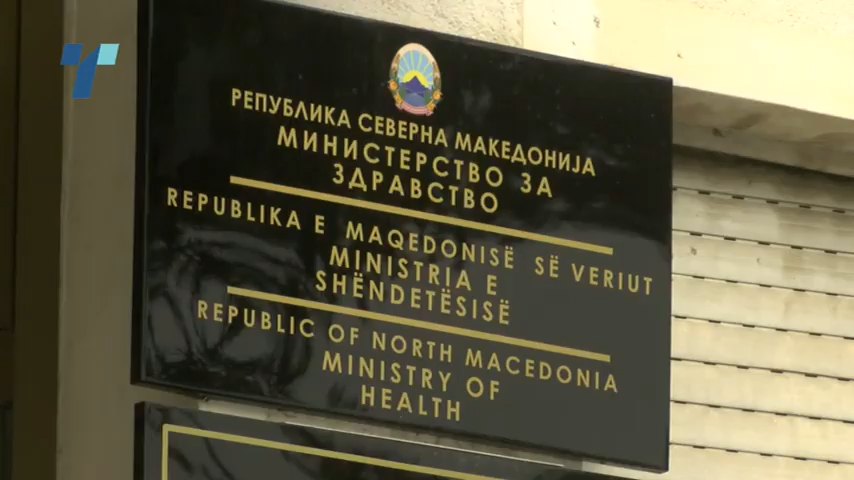 РЕПУБЛИКА СЕВЕРНА МАКЕДОНИЈА
МИНИСТЕРСТВО ЗА
ЗДРАВСТВО
REPUBLIKA E MAQEDONISË SË VERIUT
MINISTRIA E
SHËNDETËSISË
REPUBLIC OF NORTH MACEDONIA
MINISTRY OF
HEALTH